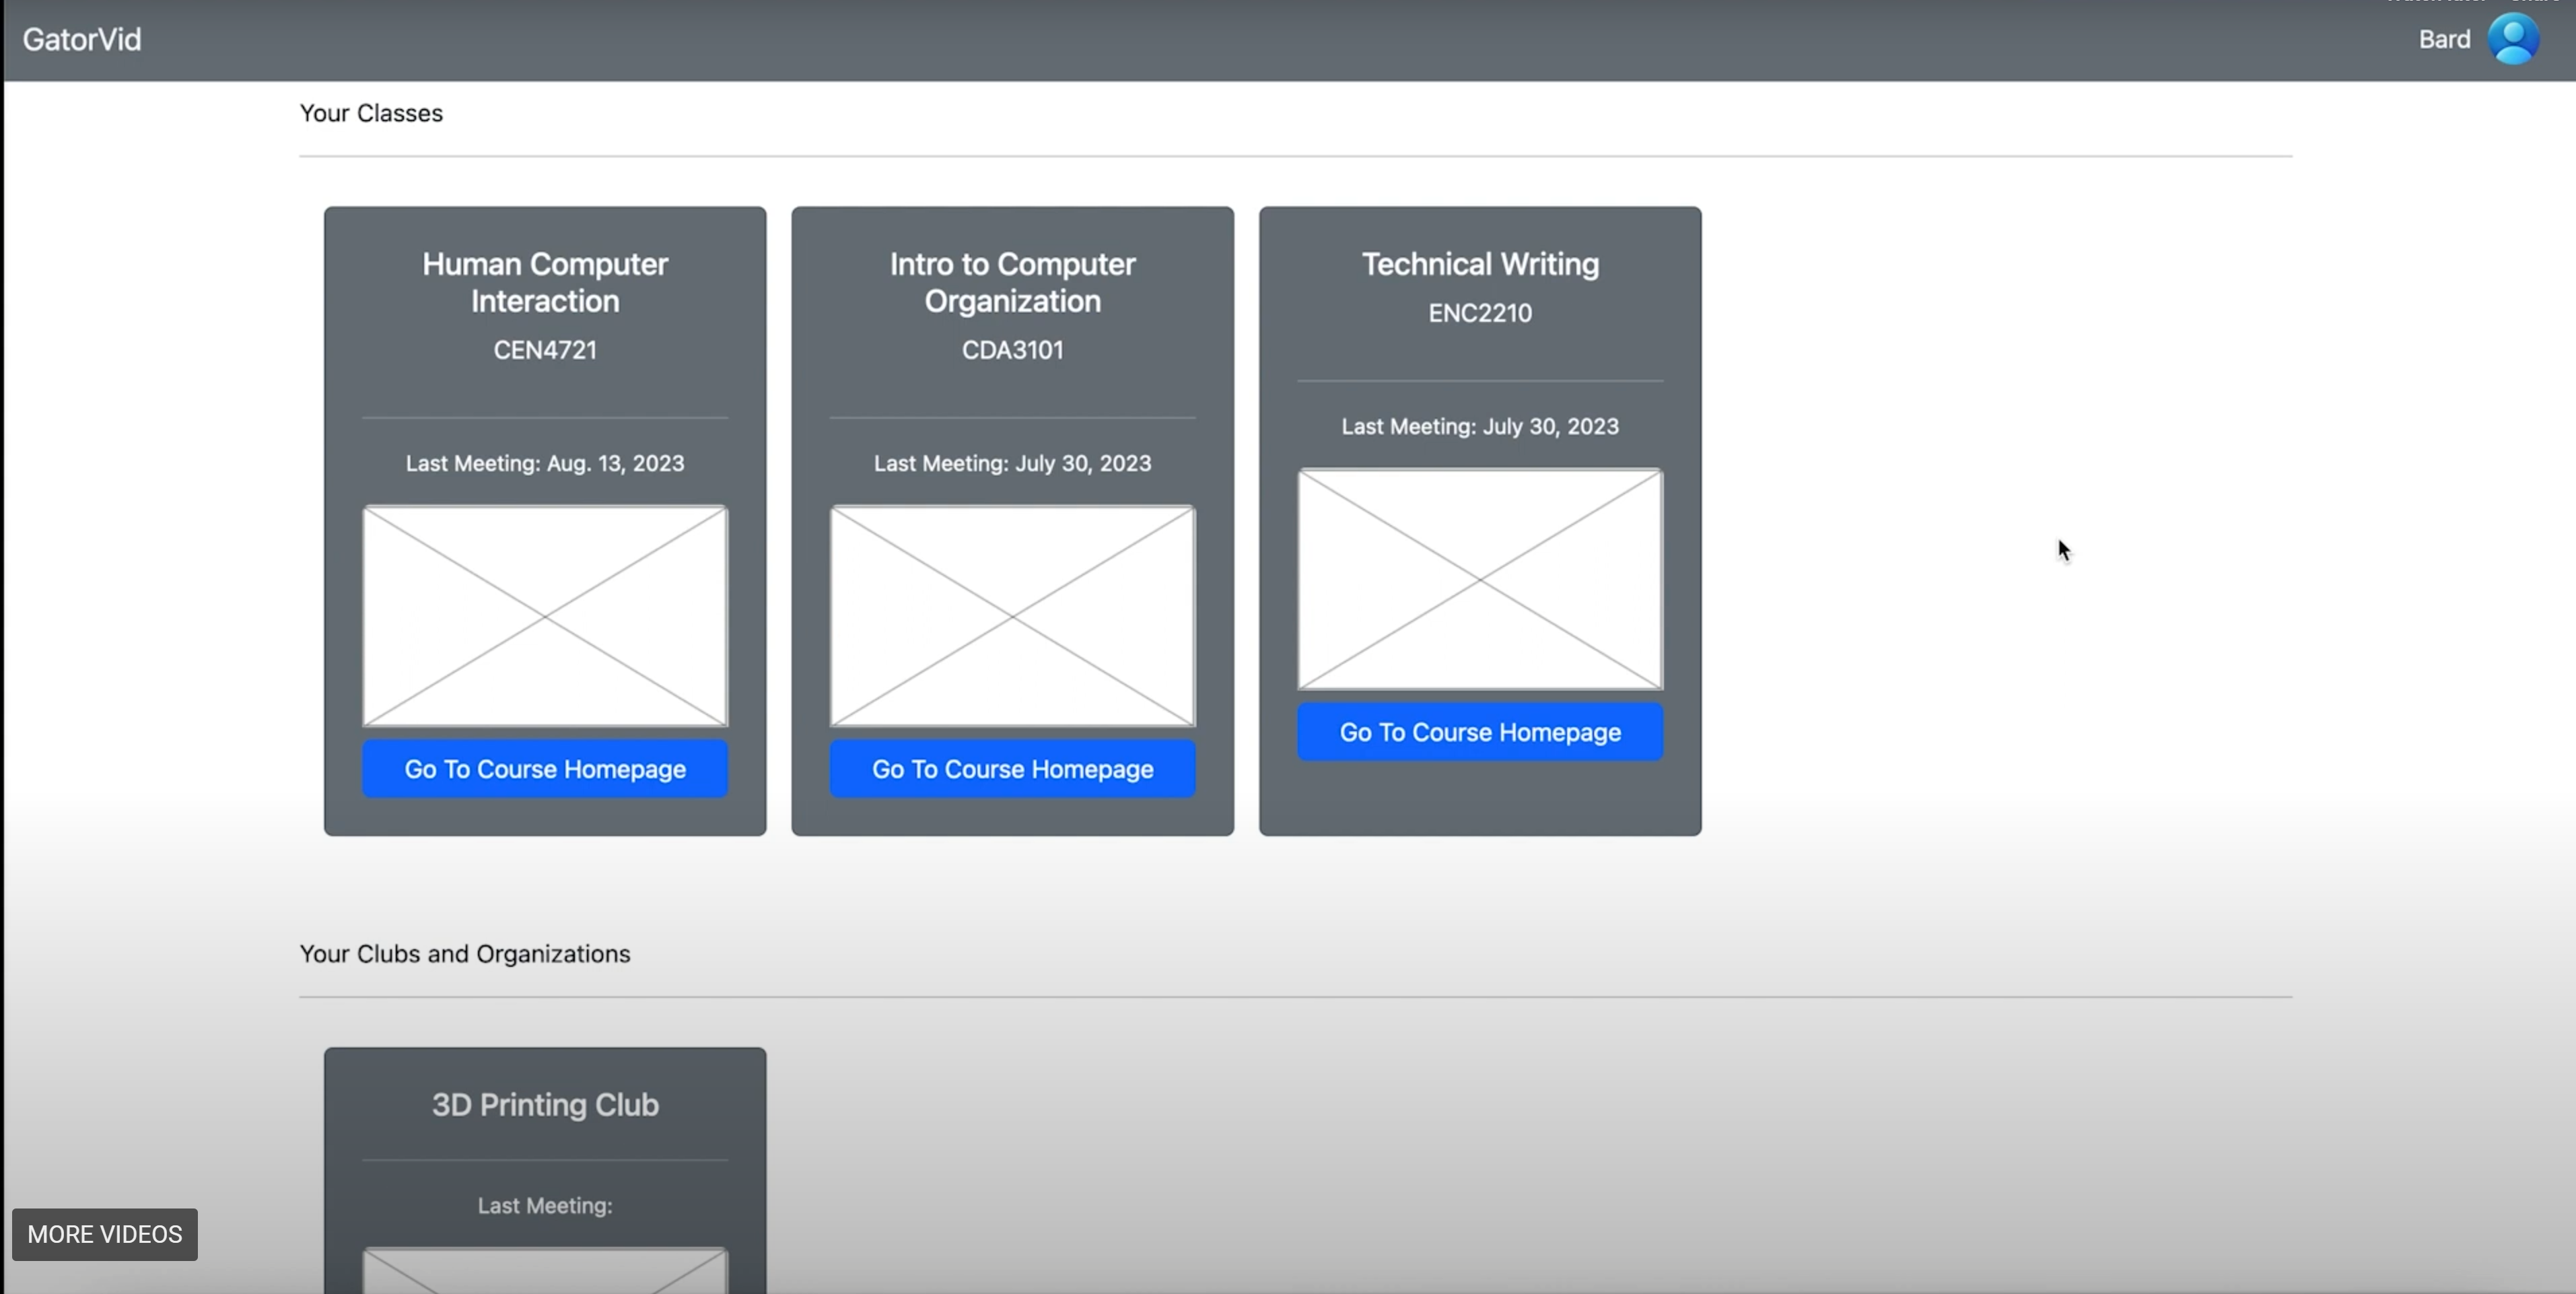 GatorVid
Bard
Your Classes
Human Computer
Interaction
CEN4721
Last Meeting: Aug. 13, 2023
Go To Course Homepage
Intro to Computer
Organization
CDA3101
Last Meeting: July 30, 2023
Go To Course Homepage
Technical Writing
ENC2210
Last Meeting: July 30, 2023
Go To Course Homepage
Your Clubs and Organizations
3D Printing Club
Last Meeting:
MORE VIDEOS